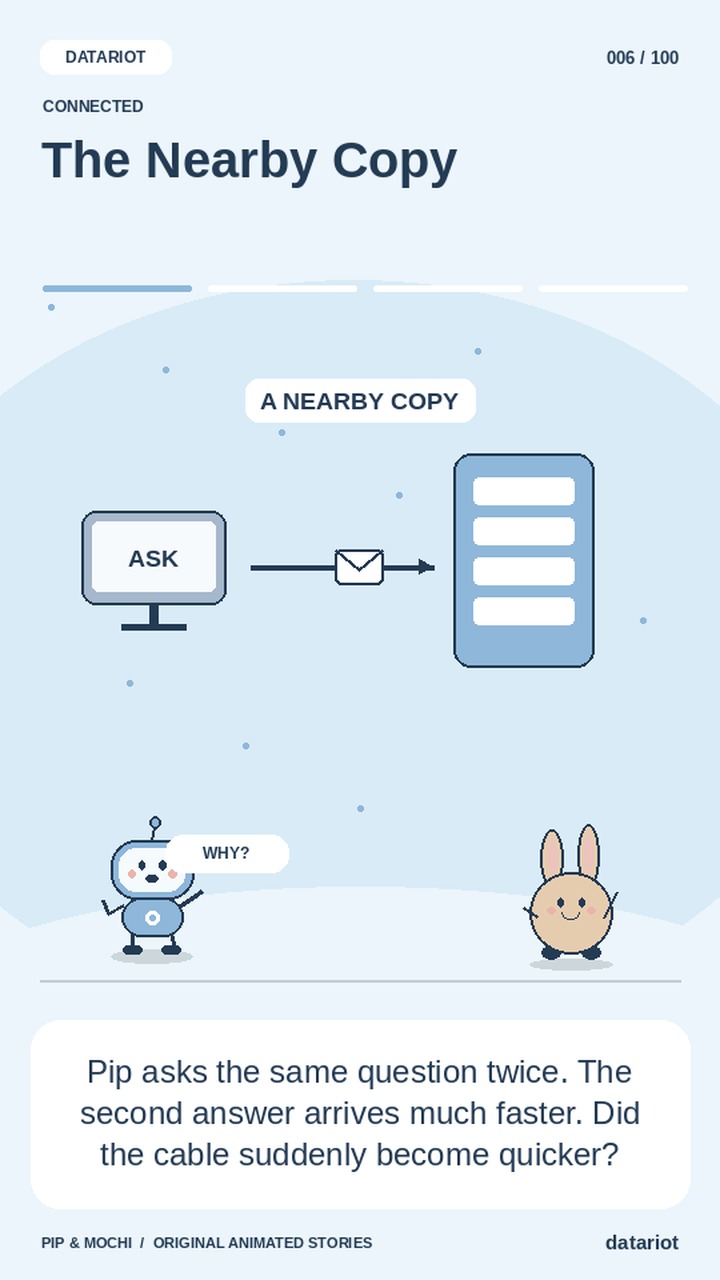 DATARIOT
006 / 100
CONNECTED
The Nearby Copy
A NEARBY COPY
ASK
WHY?
Pip asks the same question twice. The
second answer arrives much faster. Did
the cable suddenly become quicker?
PIP & MOCHI / ORIGINAL ANIMATED STORIES
datariot